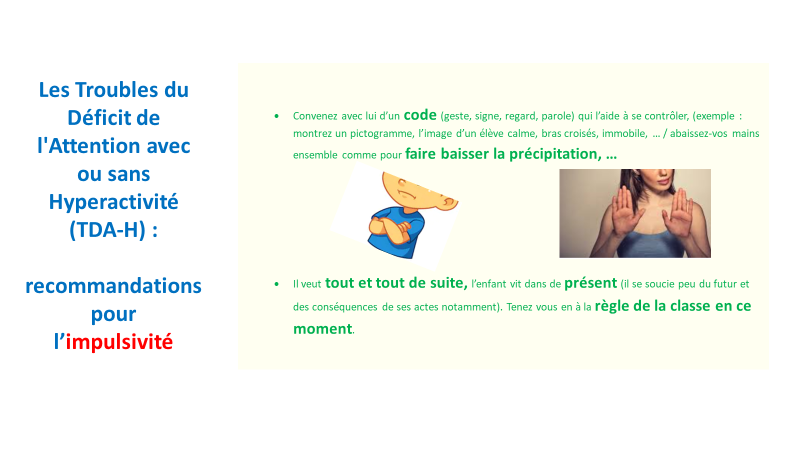 Les Troubles du
Déficit de
l'Attention avec
ou sans
Hyperactivité
(TDA-H) :
recommandations
pour
l’impulsivité
• Convenez avec lui d’un code (geste, signe, regard, parole) qui l’aide à se contrôler, (exemple :
montrez un pictogramme, l’image d’un élève calme, bras croisés, immobile, … / abaissez-vos mains
ensemble comme pour faire baisser la précipitation, …
• Il veut tout et tout de suite, l’enfant vit dans de présent (il se soucie peu du futur et
des conséquences de ses actes notamment). Tenez vous en à la règle de la classe en ce
moment.